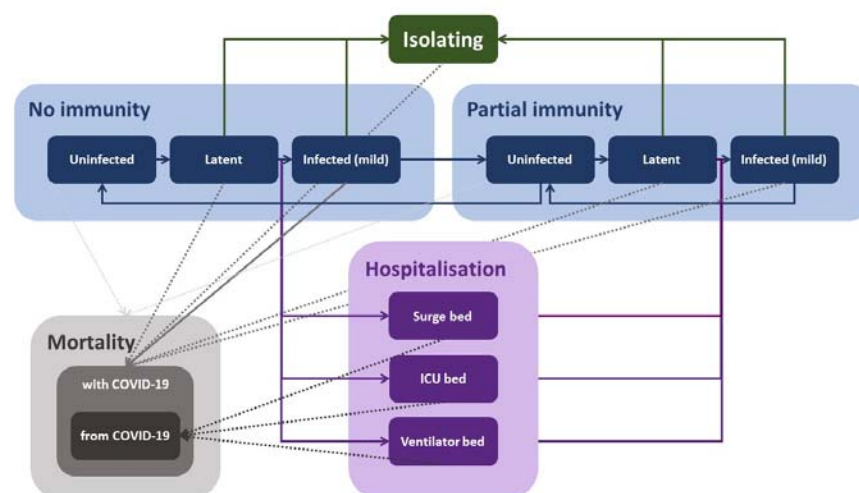 Isolating
No immunity
Partial immunity
Uninfected
Latent
Infected (mild)
Uninfected
Latent
Infected (mild)
Hospitalisation
Surge bed
ICU bed
Ventilator bed
Mortality
with COVID-19
from COVID-19